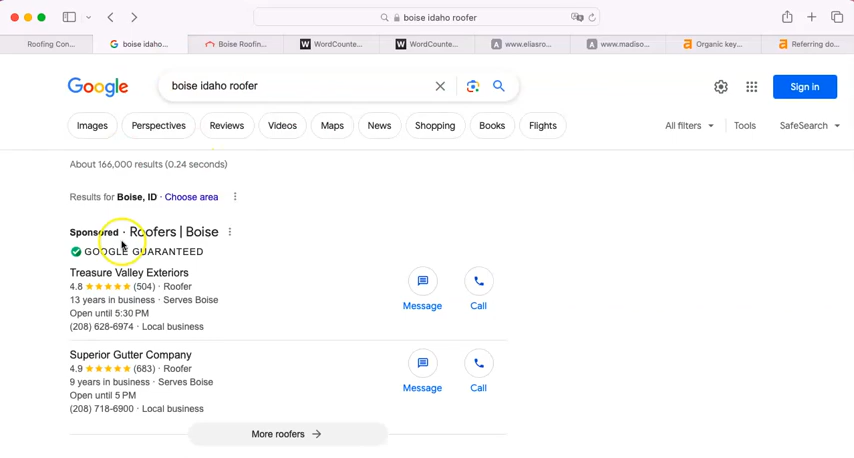 boise idaho roofer
Roofing Con...
boise idaho...
Boise Roofin...
WordCounte...
WordCounte...
www.eliasro...
www.madiso...
Organic key...
Referring do...
Google
boise idaho roofer
Sign in
Images
Perspectives
Reviews
Videos
Maps
News
Shopping
Books
Flights
All filters
Tools
SafeSearch
About 166,000 results (0.24 seconds)
Results for Boise, ID · Choose area
Sponsored · Roofers | Boise
GOOGLE GUARANTEED
Treasure Valley Exteriors
4.8 ★★★★★ (504) · Roofer
13 years in business · Serves Boise
Open until 5:30 PM
(208) 628-6974 · Local business
Message
Call
Superior Gutter Company
4.9 ★★★★★ (683) · Roofer
9 years in business · Serves Boise
Open until 5 PM
(208) 718-6900 · Local business
Message
Call
More roofers →